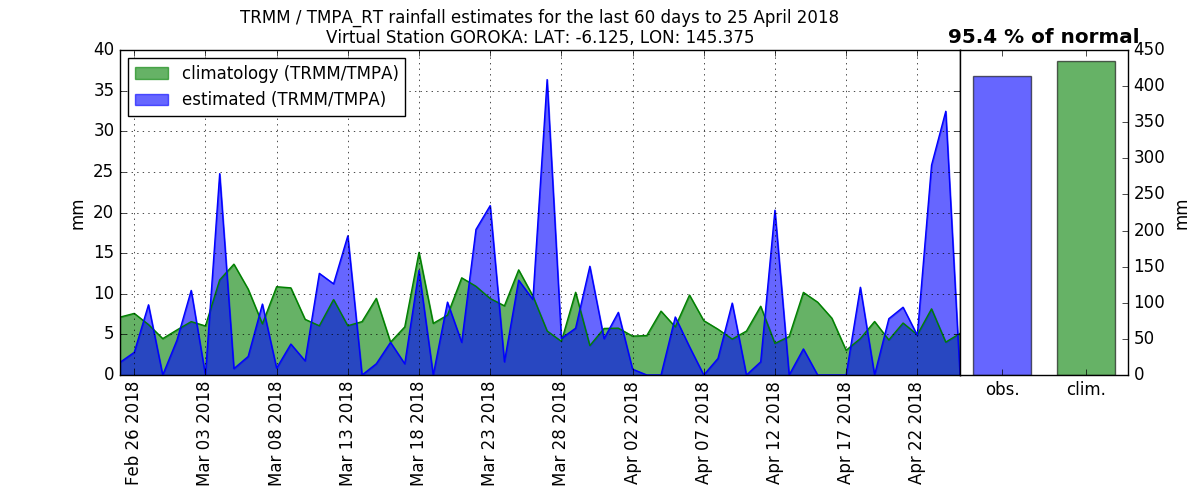 TRMM / TMPA_RT rainfall estimates for the last 60 days to 25 April 2018
Virtual Station GOROKA: LAT: -6.125, LON: 145.375
95.4 % of normal
climatology (TRMM/TMPA)
estimated (TRMM/TMPA)
mm
40
35
30
25
20
15
10
5
0
Feb 26 2018
Mar 03 2018
Mar 08 2018
Mar 13 2018
Mar 18 2018
Mar 23 2018
Mar 28 2018
Apr 02 2018
Apr 07 2018
Apr 12 2018
Apr 17 2018
Apr 22 2018
obs.
clim.
450
400
350
300
250
200
150
100
50
0
mm